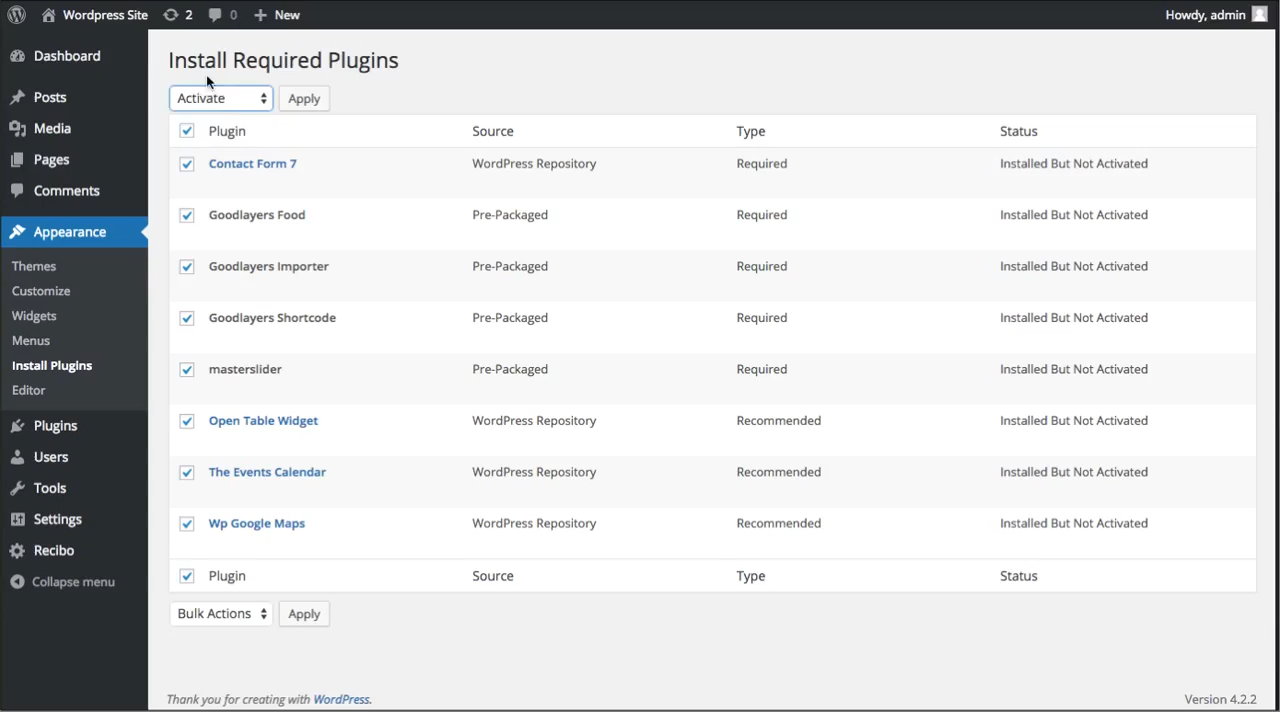 Wordpress Site 2 0 New Howdy, admin
Dashboard
Posts
Media
Pages
Comments
Appearance
Themes
Customize
Widgets
Menus
Install Plugins
Editor
Plugins
Users
Tools
Settings
Recibo
Collapse menu
Install Required Plugins
Activate Apply
Plugin Source Type Status
Contact Form 7 WordPress Repository Required Installed But Not Activated
Goodlayers Food Pre-Packaged Required Installed But Not Activated
Goodlayers Importer Pre-Packaged Required Installed But Not Activated
Goodlayers Shortcode Pre-Packaged Required Installed But Not Activated
masterslider Pre-Packaged Required Installed But Not Activated
Open Table Widget WordPress Repository Recommended Installed But Not Activated
The Events Calendar WordPress Repository Recommended Installed But Not Activated
Wp Google Maps WordPress Repository Recommended Installed But Not Activated
Plugin Source Type Status
Bulk Actions Apply
Thank you for creating with WordPress. Version 4.2.2